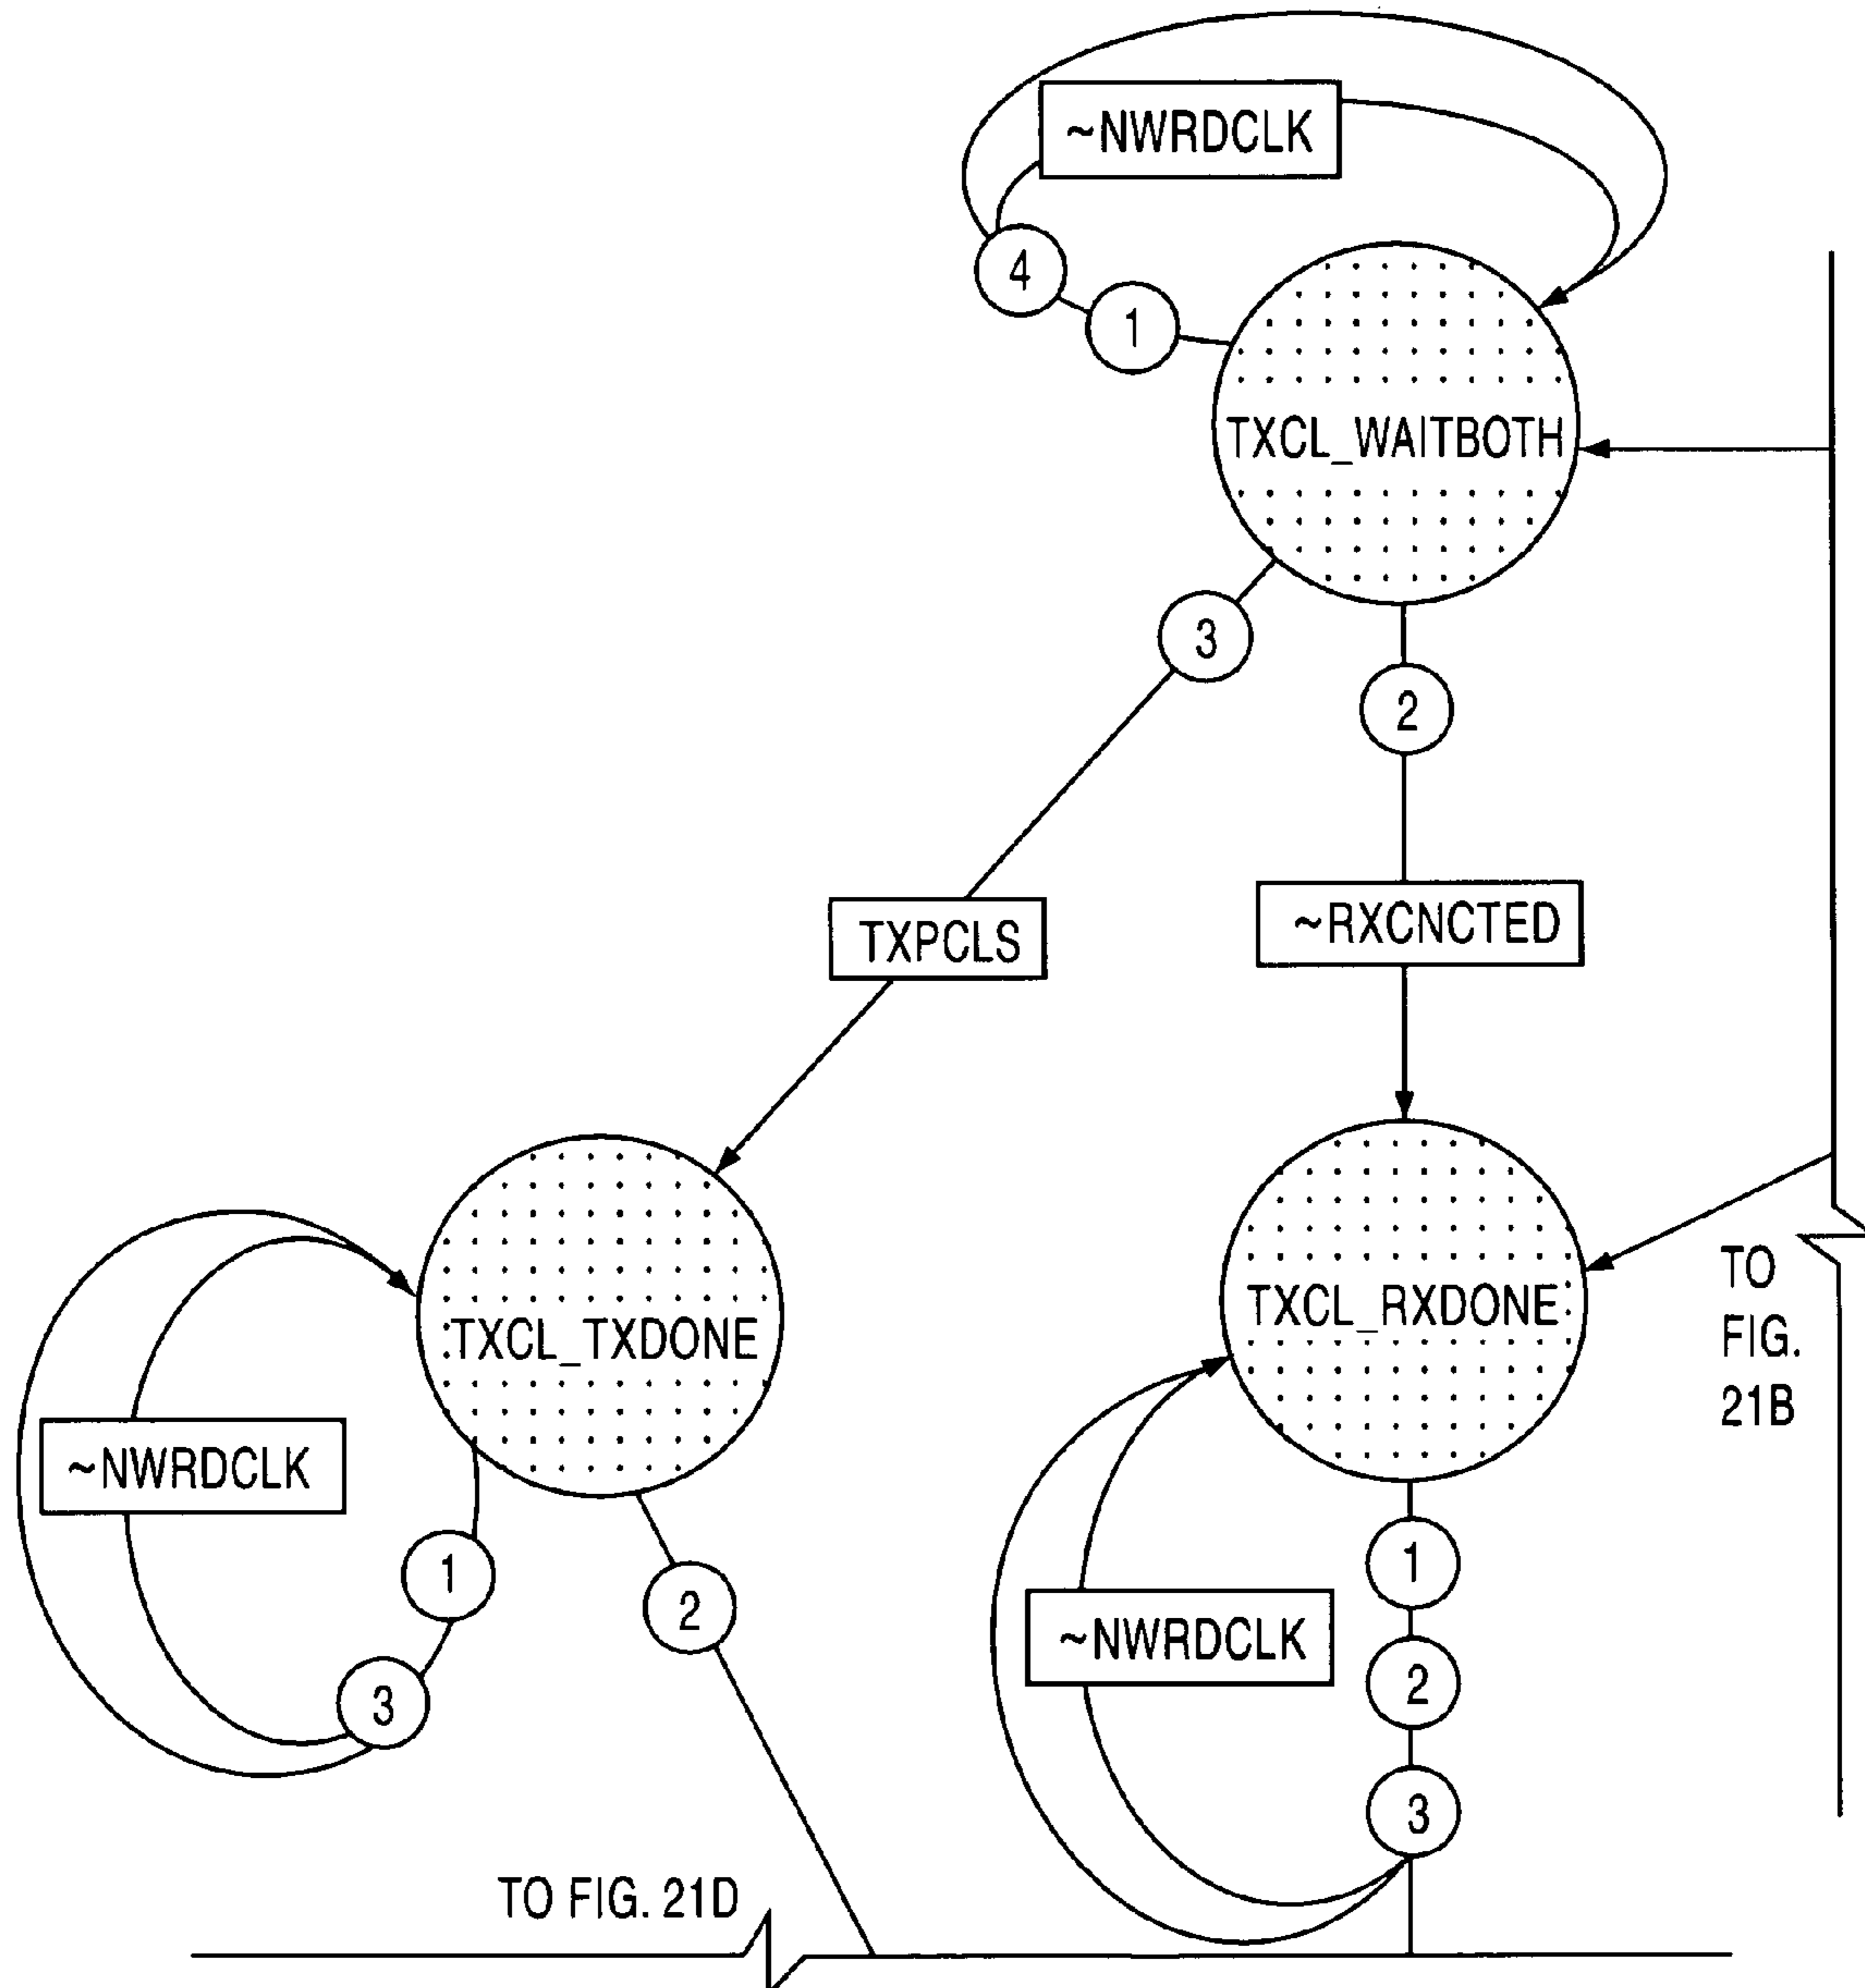 ~NWRDCLK
4
1
TXCL_WAITBOTH
3
2
TXPCLS
~RXCNCTED
TXCL_TXDONE
TXCL_RXDONE
TO
FIG.
21B
~NWRDCLK
1
3
2
~NWRDCLK
1
2
3
TO FIG. 21D